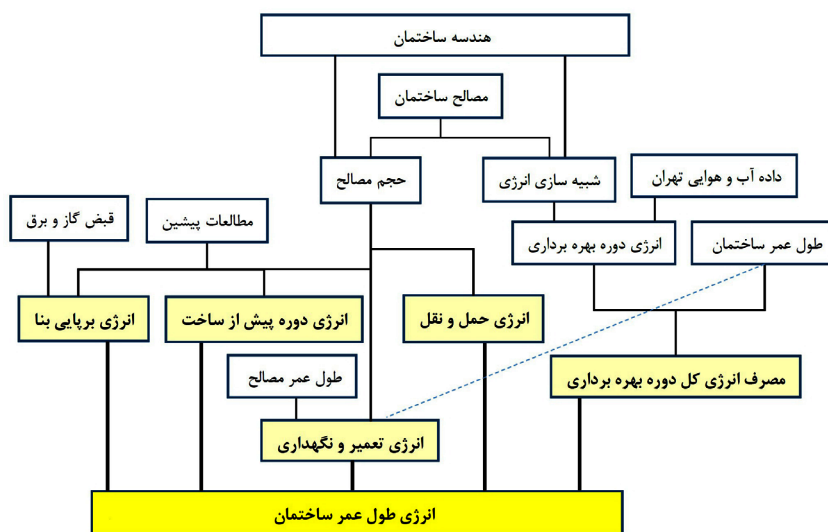 هندسه ساختمان
مصالح ساختمان
حجم مصالح
شبیه سازی انرژی
داده آب و هوایی تهران
قبض گاز و برق
مطالعات پیشین
انرژی دوره بهره برداری
طول عمر ساختمان
انرژی برپایی بنا
انرژی دوره پیش از ساخت
انرژی حمل و نقل
طول عمر مصالح
مصرف انرژی کل دوره بهره برداری
انرژی تعمیر و نگهداری
انرژی طول عمر ساختمان